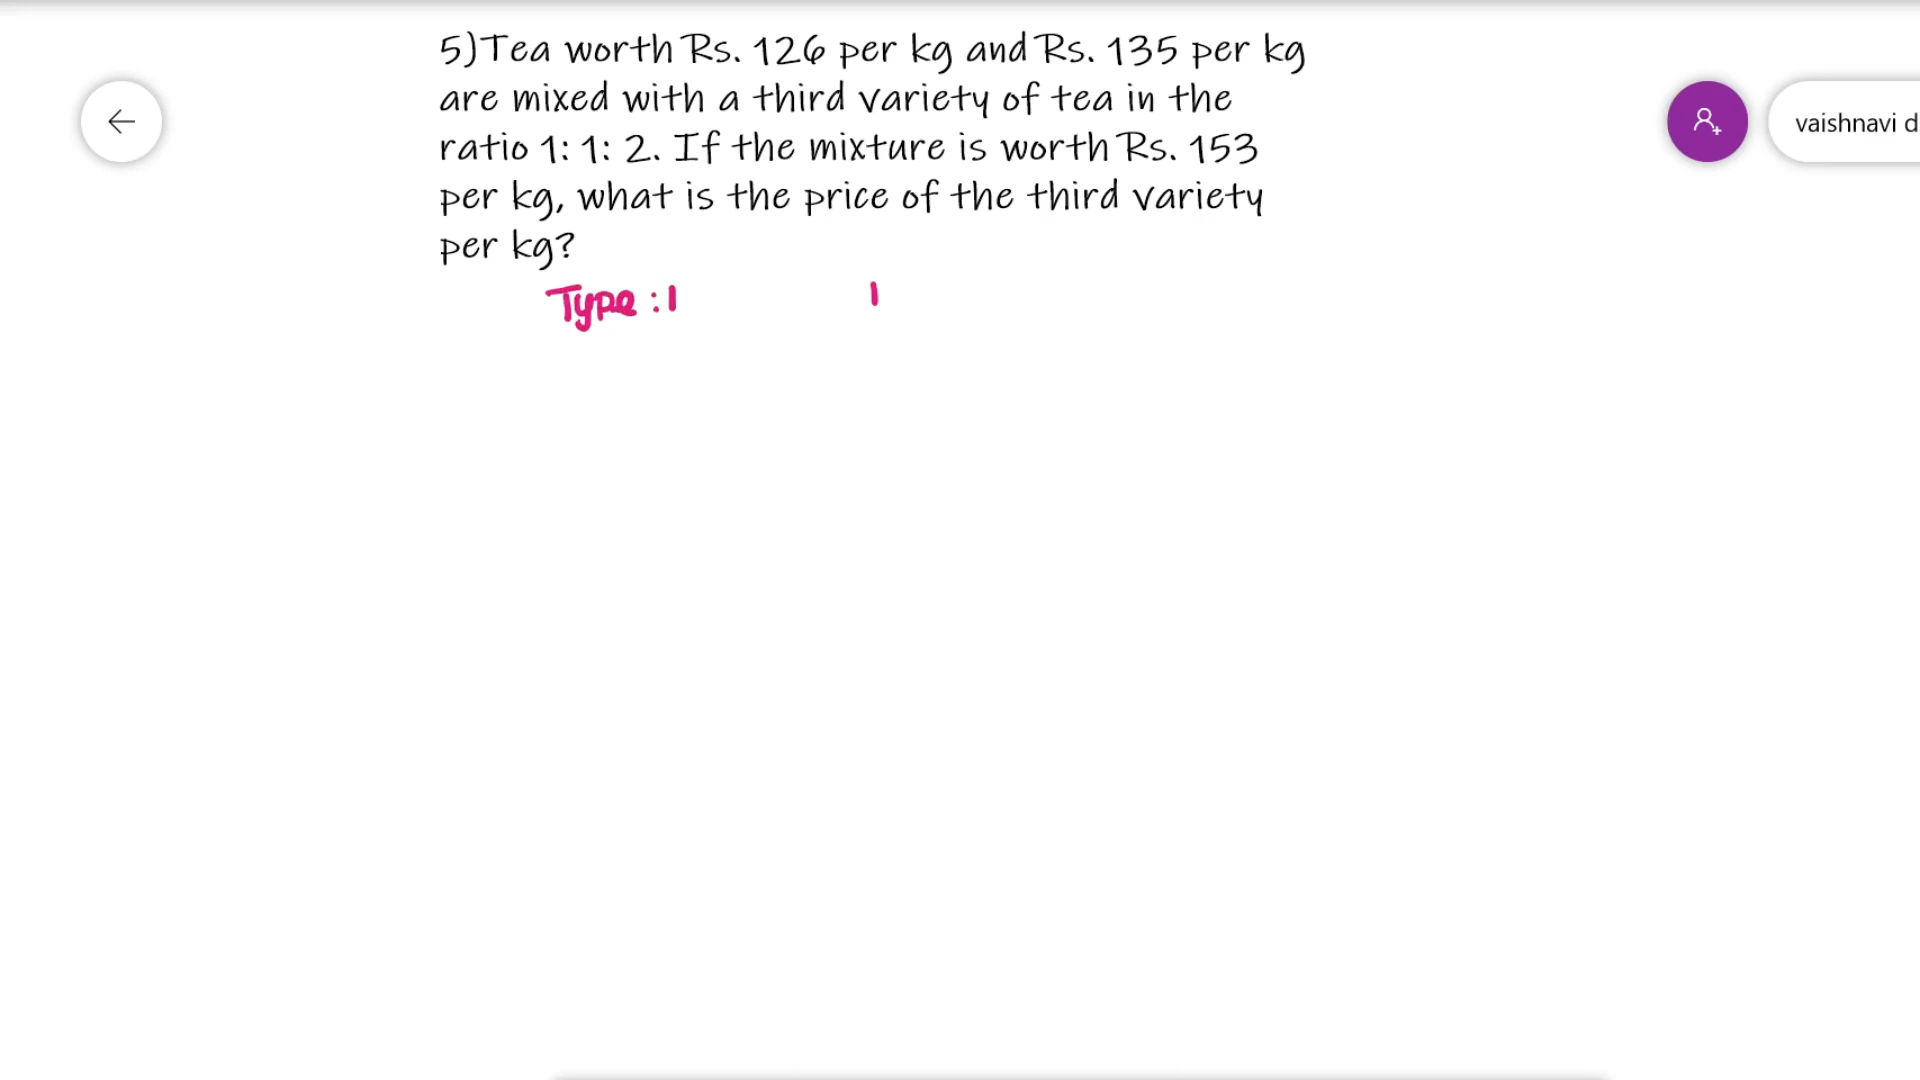 5)Tea worth Rs. 126 per kg and Rs. 135 per kg
are mixed with a third variety of tea in the
ratio 1: 1: 2. If the mixture is worth Rs. 153
per kg, what is the price of the third variety
per kg?
Type : 1 1
vaishnavi d